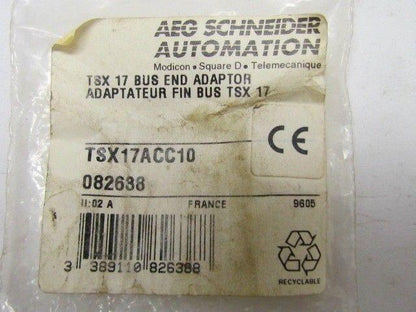 AEG SCHNEIDER
AUTOMATION
Modicon • Square D • Telemecanique
TSX 17 BUS END ADAPTOR
ADAPTATEUR FIN BUS TSX 17
CE
TSX17ACC10
082638
II:02 A FRANCE 9605
3 389110 826388
RECYCLABLE